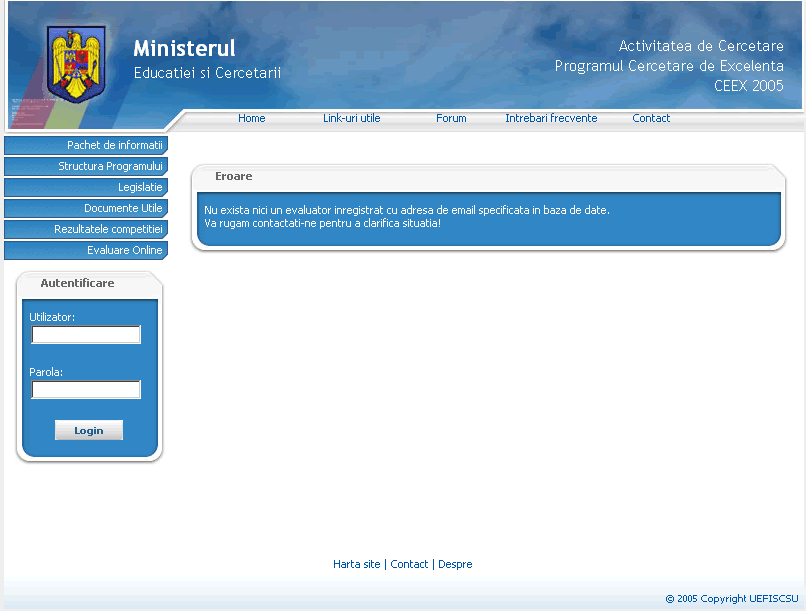 Ministerul
Educatiei si Cercetarii
Activitatea de Cercetare
Programul Cercetare de Excelenta
CEEX 2005
Home Link-uri utile Forum Intrebari frecvente Contact
Pachet de informatii
Structura Programului
Legislatie
Documente Utile
Rezultatele competitiei
Evaluare Online
Autentificare
Utilizator:
Parola:
Login
Eroare
Nu exista nici un evaluator inregistrat cu adresa de email specificata in baza de date.
Va rugam contactati-ne pentru a clarifica situatia!
Harta site | Contact | Despre
© 2005 Copyright UEFISCSU